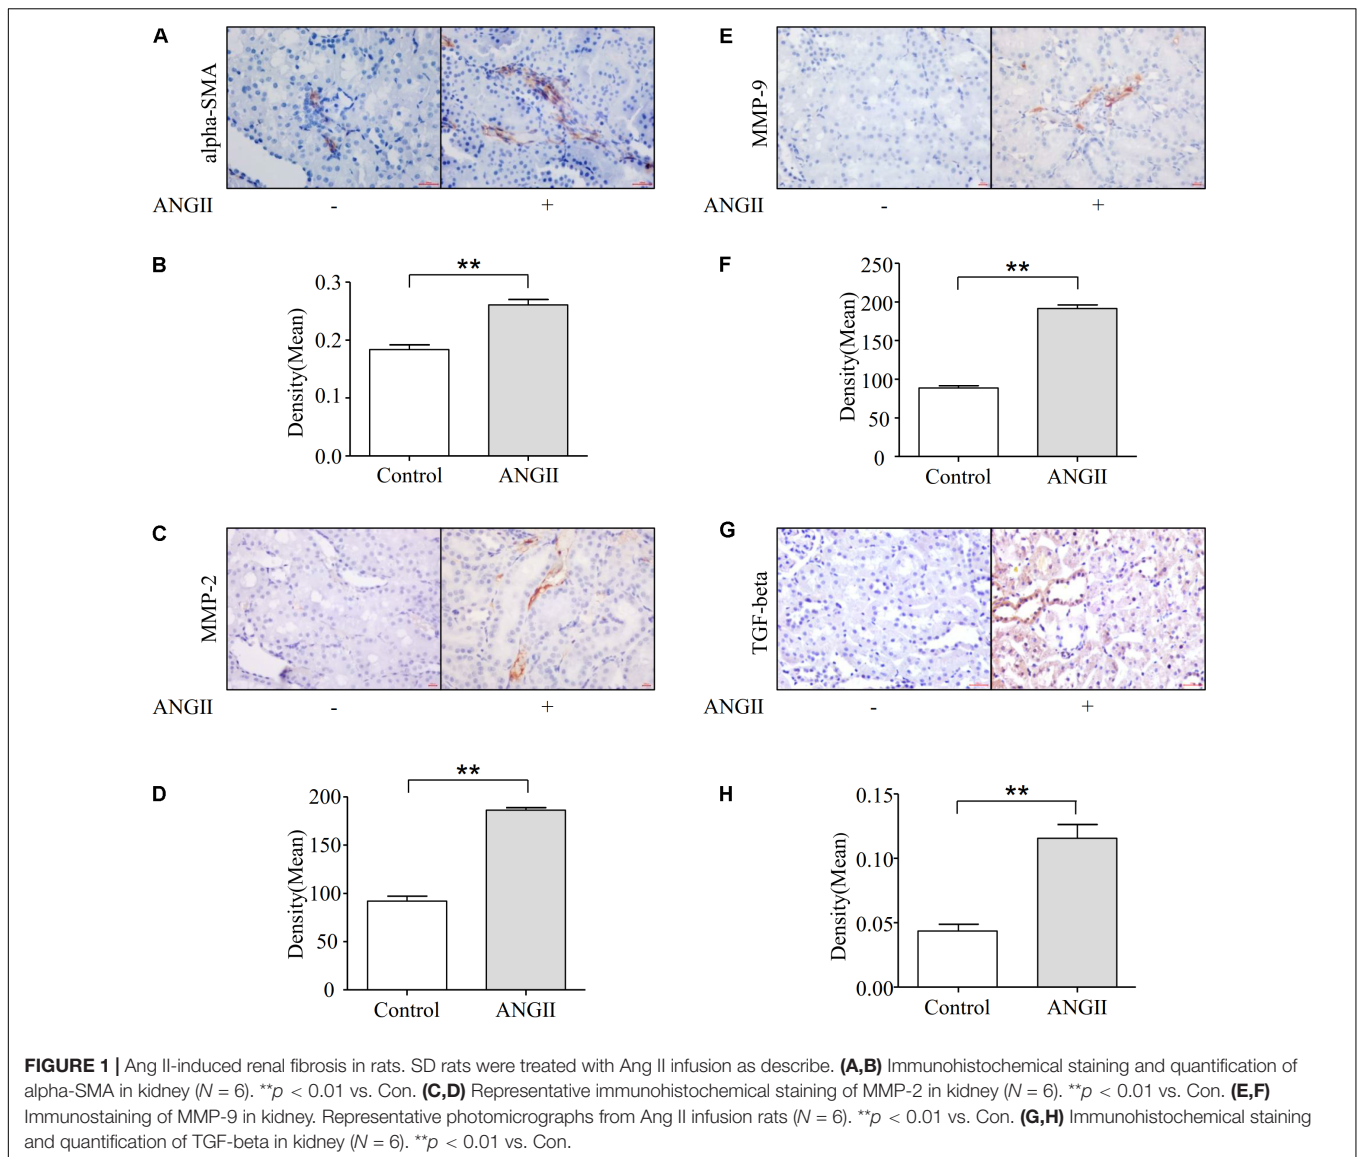 A
alpha-SMA
ANGII - +
B
**
Density(Mean)
0.3
0.2
0.1
0.0
Control ANGII
C
MMP-2
ANGII - +
D
**
Density(Mean)
200
150
100
50
0
Control ANGII
E
MMP-9
ANGII - +
F
**
Density(Mean)
250
200
150
100
50
0
Control ANGII
G
TGF-beta
ANGII - +
H
**
Density(Mean)
0.15
0.10
0.05
0.00
Control ANGII
FIGURE 1 | Ang II-induced renal fibrosis in rats. SD rats were treated with Ang II infusion as describe. (A,B) Immunohistochemical staining and quantification of
alpha-SMA in kidney (N = 6). **p < 0.01 vs. Con. (C,D) Representative immunohistochemical staining of MMP-2 in kidney (N = 6). **p < 0.01 vs. Con. (E,F)
Immunostaining of MMP-9 in kidney. Representative photomicrographs from Ang II infusion rats (N = 6). **p < 0.01 vs. Con. (G,H) Immunohistochemical staining
and quantification of TGF-beta in kidney (N = 6). **p < 0.01 vs. Con.